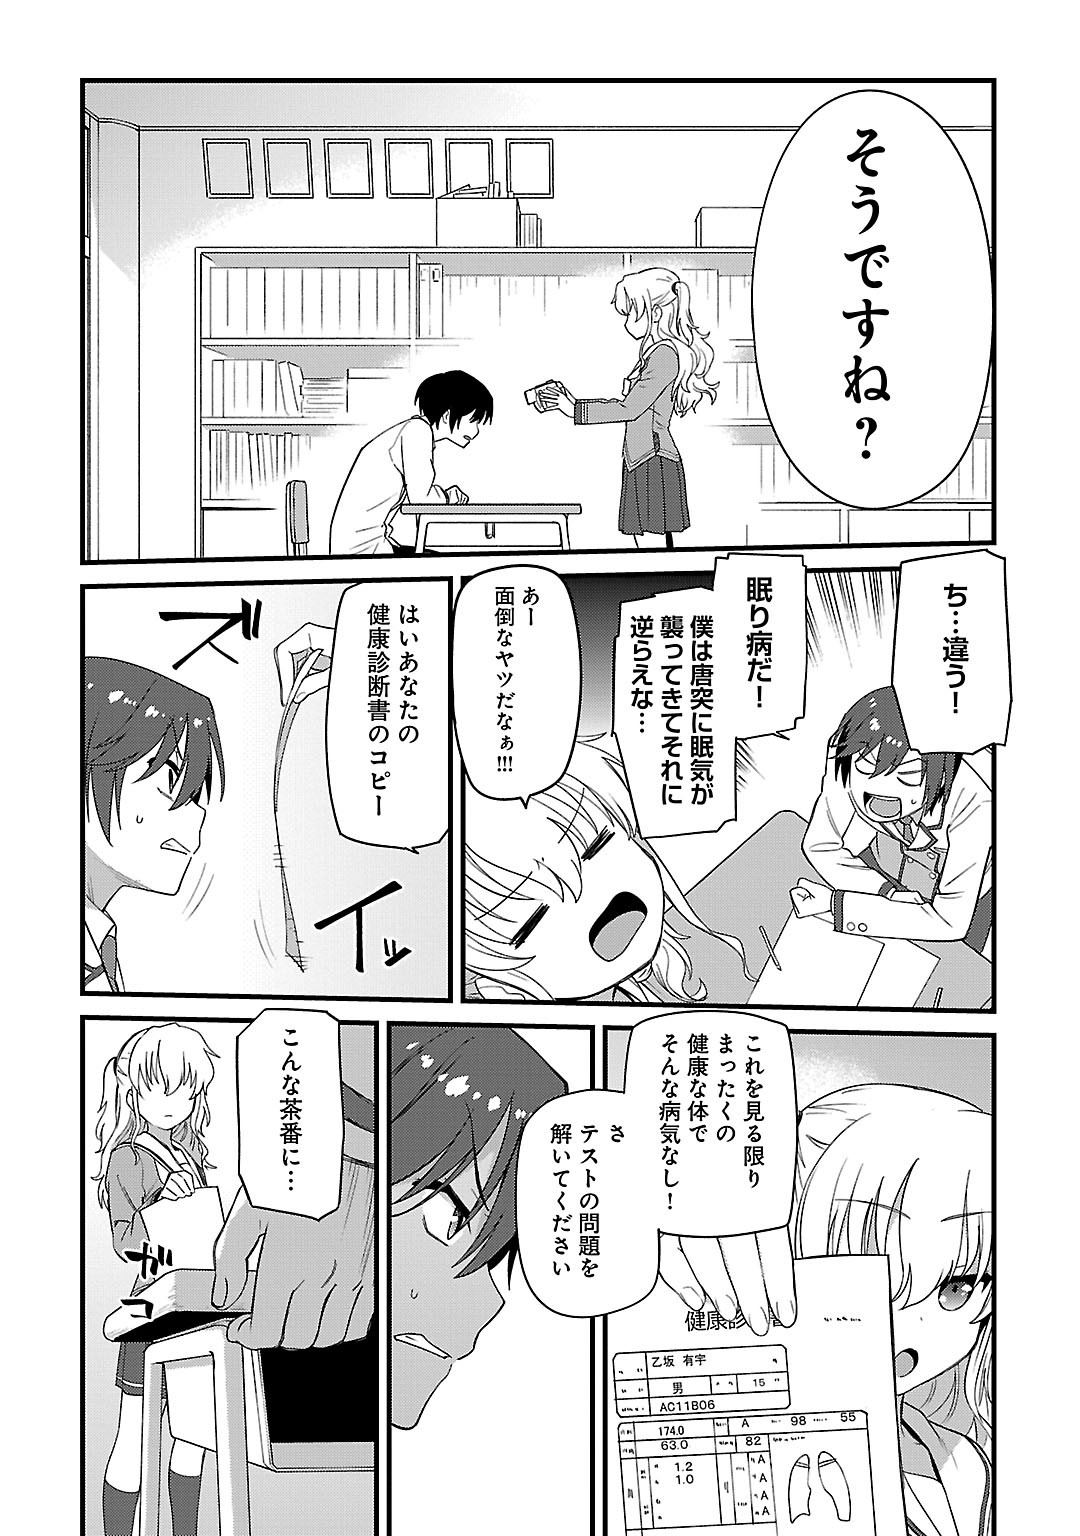 そうですね？
ち…違う！
眠り病だ！
僕は唐突に眠気が
襲ってきてそれに
逆らえな…
あー
面倒なヤツだなぁ!!!
はいあなたの
健康診断書のコピー
ズイッ
これを見る限り
まったくの
健康な体で
そんな病気なし！
さ
テストの問題を
解いてください
健康診
乙坂 有宇
男 15
AC11B06
174.0 A 98 55
63.0 82
1.2 A
1.0 A
A
A
こんな茶番に…
ガコ